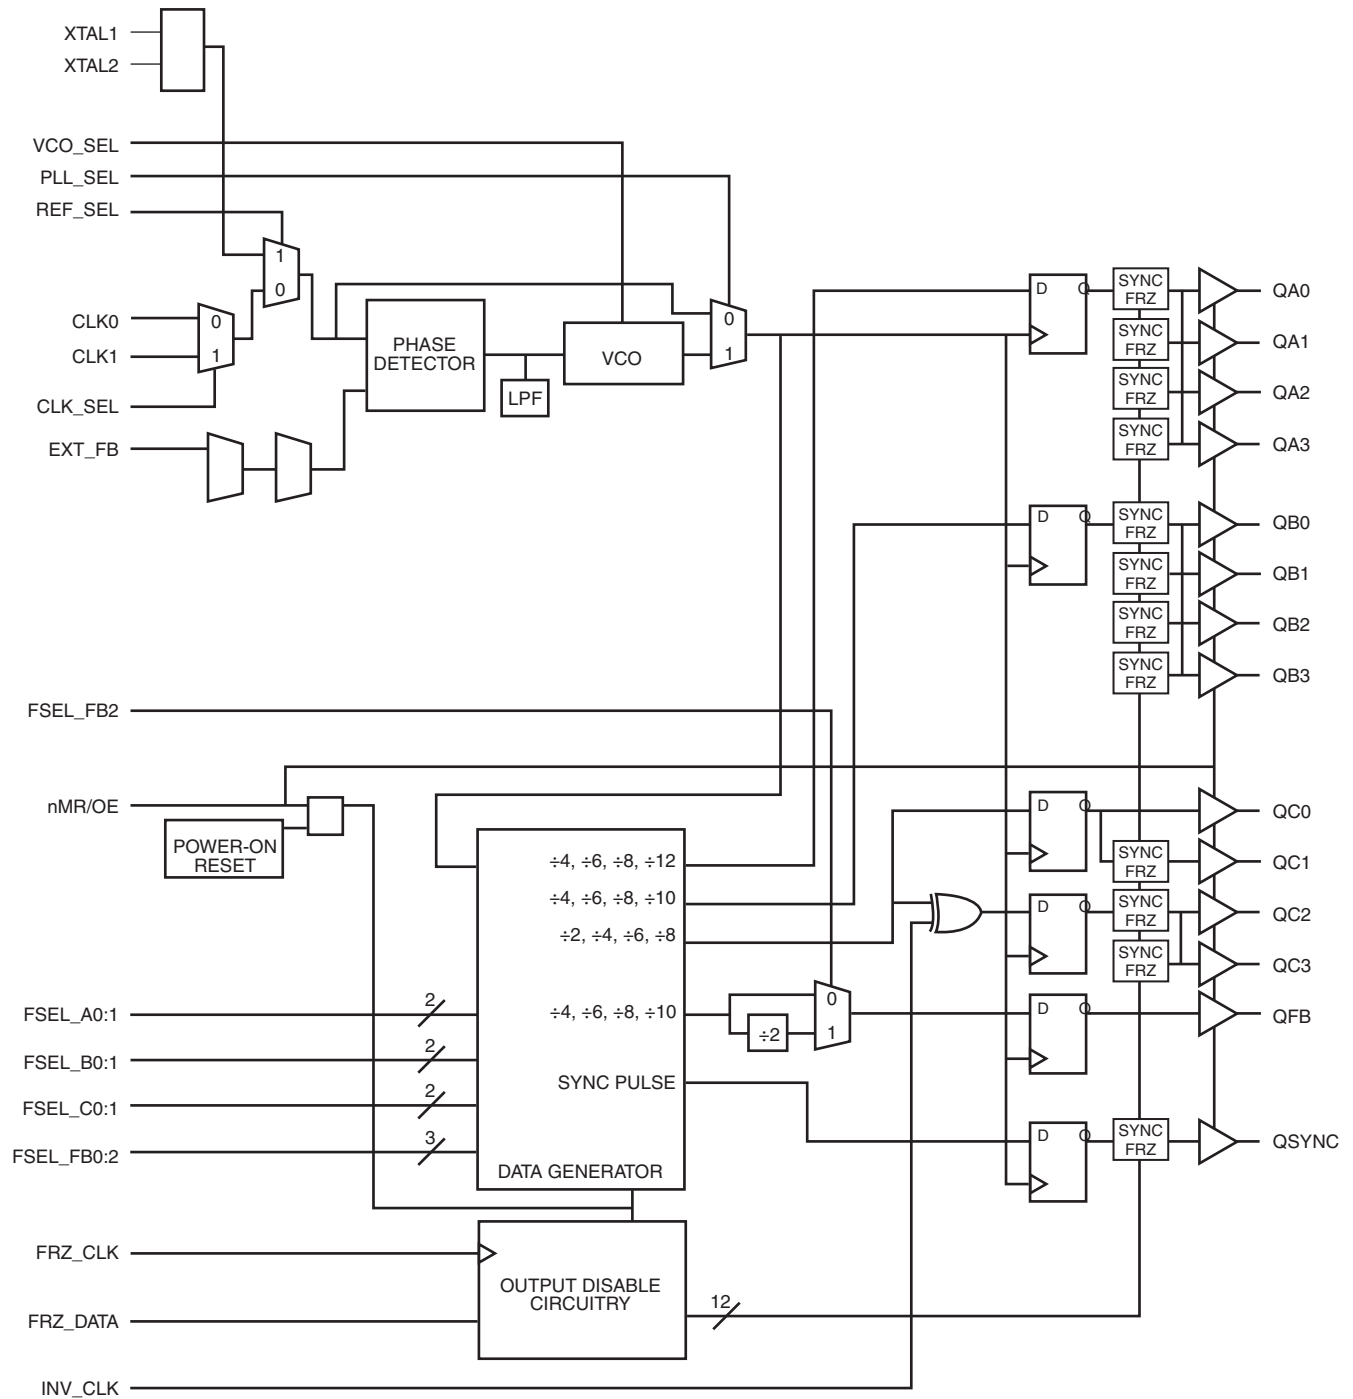 XTAL1
XTAL2
VCO_SEL
PLL_SEL
REF_SEL
1
0
CLK0
CLK1
0
1
CLK_SEL
EXT_FB
PHASE
DETECTOR
LPF
VCO
0
1
D Q
SYNC
FRZ
QA0
SYNC
FRZ
QA1
SYNC
FRZ
QA2
SYNC
FRZ
QA3
D Q
SYNC
FRZ
QB0
SYNC
FRZ
QB1
SYNC
FRZ
QB2
SYNC
FRZ
QB3
FSEL_FB2
nMR/OE
POWER-ON
RESET
÷4, ÷6, ÷8, ÷12
÷4, ÷6, ÷8, ÷10
÷2, ÷4, ÷6, ÷8
÷4, ÷6, ÷8, ÷10
SYNC PULSE
DATA GENERATOR
0
1
÷2
D Q
QC0
SYNC
FRZ
QC1
D Q
SYNC
FRZ
QC2
SYNC
FRZ
QC3
D Q
QFB
D Q
SYNC
FRZ
QSYNC
FSEL_A0:1
2
FSEL_B0:1
2
FSEL_C0:1
2
FSEL_FB0:2
3
FRZ_CLK
OUTPUT DISABLE
CIRCUITRY
12
FRZ_DATA
INV_CLK